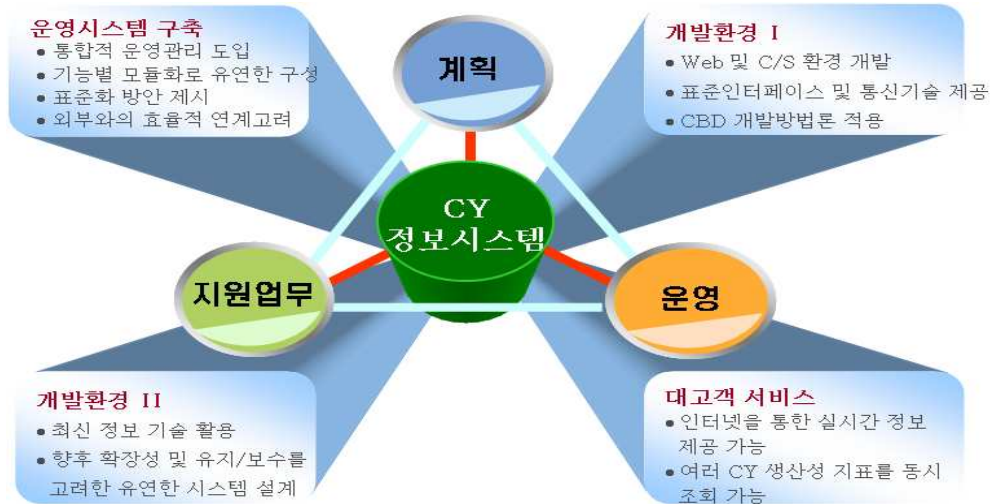 운영시스템 구축
• 통합적 운영관리 도입
• 기능별 모듈화로 유연한 구성
• 표준화 방안 제시
• 외부와의 효율적 연계고려
계획
개발환경 I
• Web 및 C/S 환경 개발
• 표준인터페이스 및 통신기술 제공
• CBD 개발방법론 적용
CY
정보시스템
지원업무
운영
개발환경 II
• 최신 정보 기술 활용
• 향후 확장성 및 유지/보수를
고려한 유연한 시스템 설계
대고객 서비스
• 인터넷을 통한 실시간 정보
제공 가능
• 여러 CY 생산성 지표를 동시
조회 가능